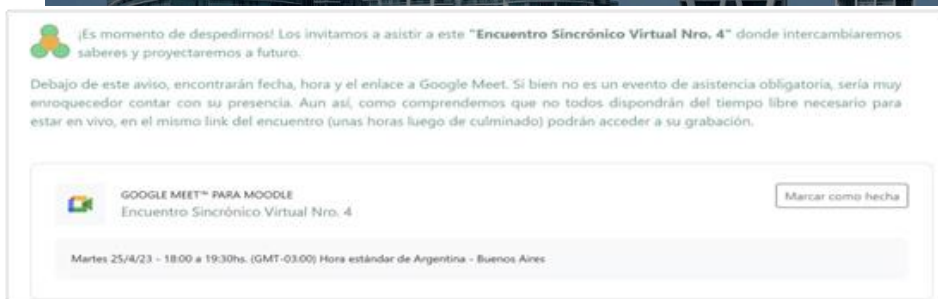 ¡Es momento de despedirnos! Los invitamos a asistir a este "Encuentro Sincrónico Virtual Nro. 4" donde intercambiaremos
saberes y proyectaremos a futuro.
Debajo de este aviso, encontrarán fecha, hora y el enlace a Google Meet. Si bien no es un evento de asistencia obligatoria, sería muy
enroquecedor contar con su presencia. Aun así, como comprendemos que no todos dispondrán del tiempo libre necesario para
estar en vivo, en el mismo link del encuentro (unas horas luego de culminado) podrán acceder a su grabación.
GOOGLE MEET™ PARA MOODLE
Marcar como hecha
Encuentro Sincrónico Virtual Nro. 4
Martes 25/4/23 - 18:00 a 19:30hs. (GMT-03:00) Hora estándar de Argentina - Buenos Aires